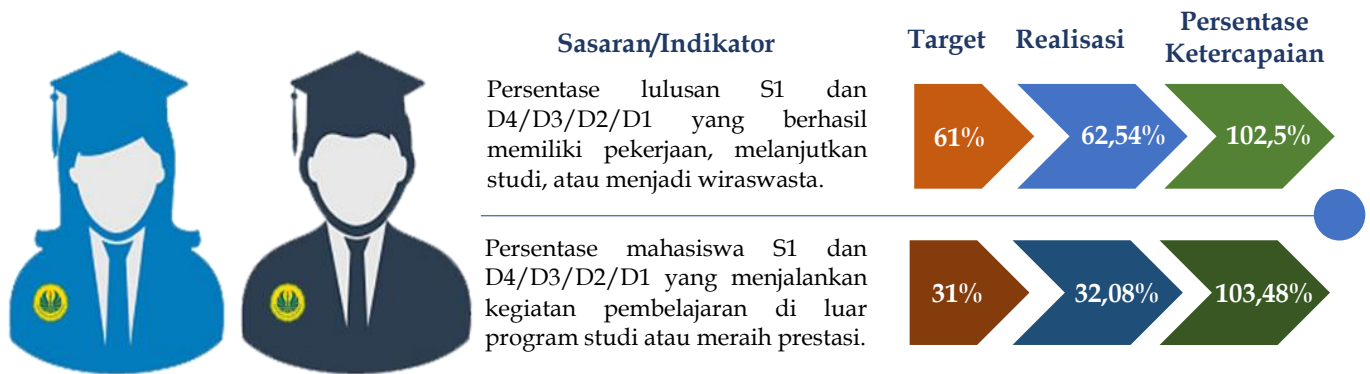 Sasaran/Indikator
Target
Realisasi
Persentase
Ketercapaian
Persentase lulusan S1 dan
D4/D3/D2/D1 yang berhasil
memiliki pekerjaan, melanjutkan
studi, atau menjadi wiraswasta.
61%
62,54%
102,5%
Persentase mahasiswa S1 dan
D4/D3/D2/D1 yang menjalankan
kegiatan pembelajaran di luar
program studi atau meraih prestasi.
31%
32,08%
103,48%